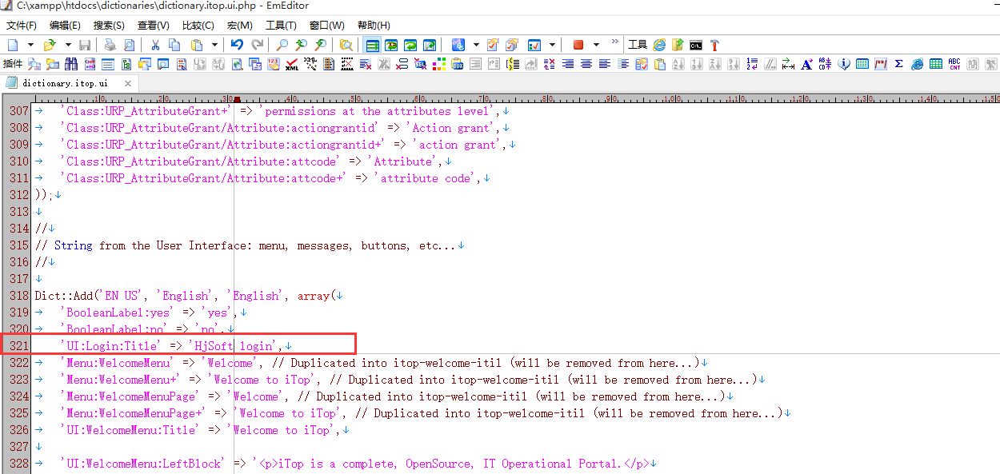 C:\xampp\htdocs\dictionaries\dictionary.itop.ui.php - EmEditor
文件(F) 编辑(E) 搜索(S) 查看(V) 比较(C) 宏(M) 工具(T) 窗口(W) 帮助(H)
工具
插件
dictionary.itop.ui
307 → 'Class:URP_AttributeGrant+' => 'permissions at the attributes level',↓
308 → 'Class:URP_AttributeGrant/Attribute:actiongrantid' => 'Action grant',↓
309 → 'Class:URP_AttributeGrant/Attribute:actiongrantid+' => 'action grant',↓
310 → 'Class:URP_AttributeGrant/Attribute:attcode' => 'Attribute',↓
311 → 'Class:URP_AttributeGrant/Attribute:attcode+' => 'attribute code',↓
312 ));↓
313 ↓
314 //↓
315 // String from the User Interface: menu, messages, buttons, etc...↓
316 //↓
317 ↓
318 Dict::Add('EN US', 'English', 'English', array(↓
319 → 'BooleanLabel:yes' => 'yes',↓
320 → 'BooleanLabel:no' => 'no',↓
321 → 'UI:Login:Title' => 'HjSoft login',↓
322 → 'Menu:WelcomeMenu' => 'Welcome', // Duplicated into itop-welcome-itil (will be removed from here...)↓
323 → 'Menu:WelcomeMenu+' => 'Welcome to iTop', // Duplicated into itop-welcome-itil (will be removed from here...)↓
324 → 'Menu:WelcomeMenuPage' => 'Welcome', // Duplicated into itop-welcome-itil (will be removed from here...)↓
325 → 'Menu:WelcomeMenuPage+' => 'Welcome to iTop', // Duplicated into itop-welcome-itil (will be removed from here...)↓
326 → 'UI:WelcomeMenu:Title' => 'Welcome to iTop',↓
327 ↓
328 → 'UI:WelcomeMenu:LeftBlock' => '<p>iTop is a complete, OpenSource, IT Operational Portal.</p>↓